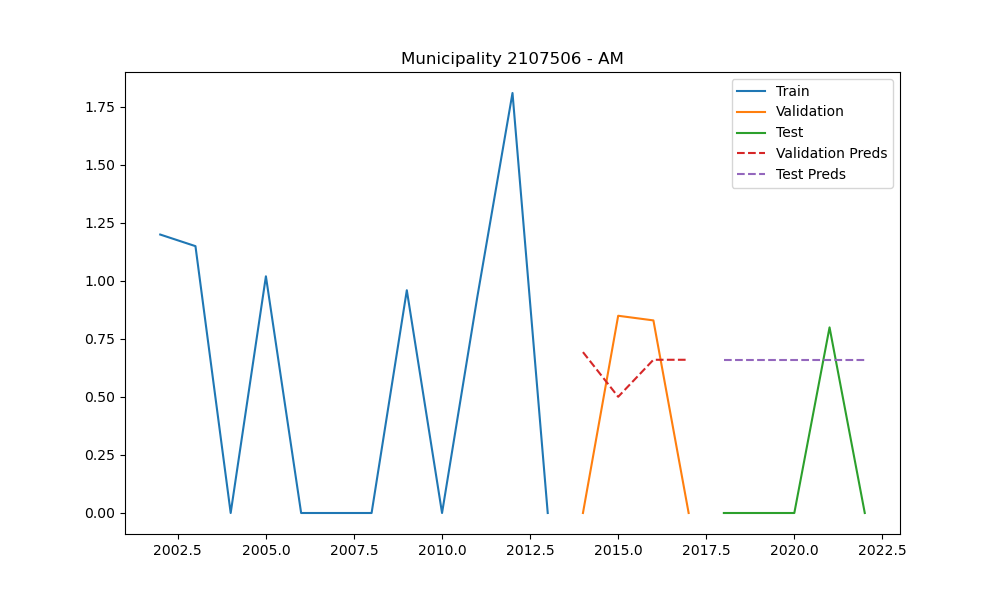 Municipality 2107506 - AM
1.75
1.50
1.25
1.00
0.75
0.50
0.25
0.00
2002.5 2005.0 2007.5 2010.0 2012.5 2015.0 2017.5 2020.0 2022.5
Train
Validation
Test
Validation Preds
Test Preds